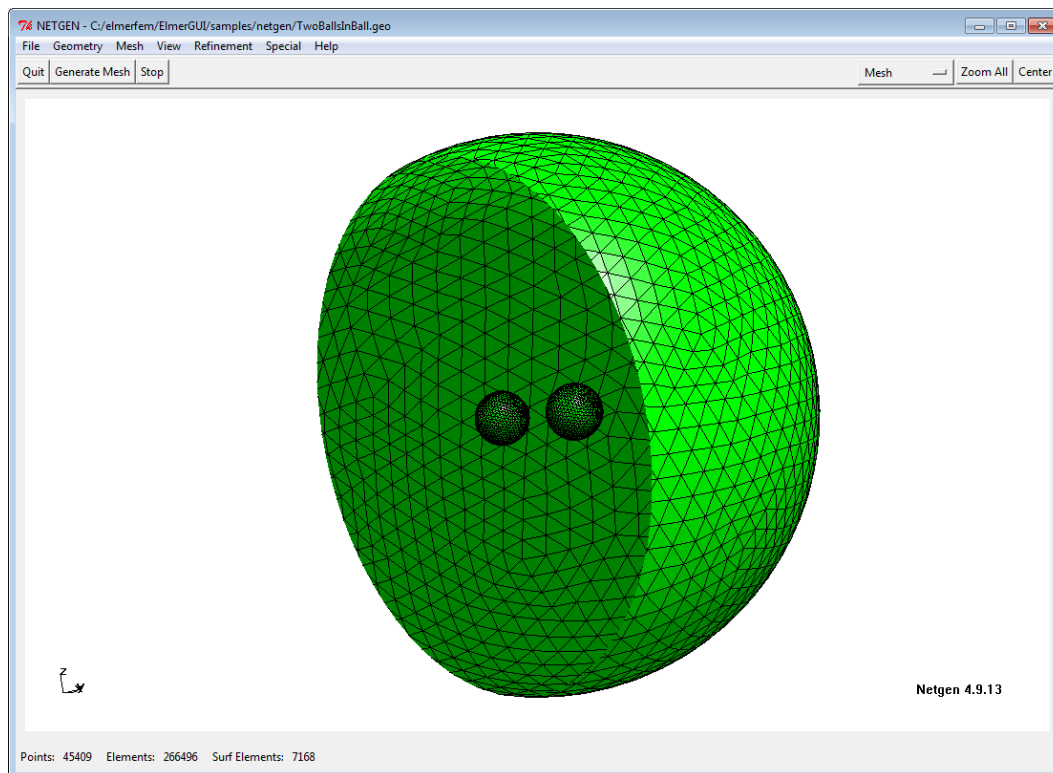 NETGEN - C:/elmerfem/ElmerGUI/samples/netgen/TwoBallsInBall.geo
File Geometry Mesh View Refinement Special Help
Quit Generate Mesh Stop Mesh Zoom All Center
z
Netgen 4.9.13
Points: 45409 Elements: 266496 Surf Elements: 7168